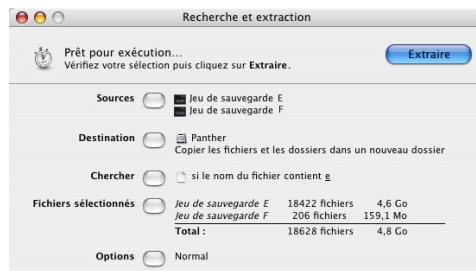 Recherche et extraction
Prêt pour exécution...
Vérifiez votre sélection puis cliquez sur Extraire.
Extraire
Sources
Jeu de sauvegarde E
Jeu de sauvegarde F
Destination
Panther
Copier les fichiers et les dossiers dans un nouveau dossier
Chercher
si le nom du fichier contient e
Fichiers sélectionnés
Jeu de sauvegarde E 18422 fichiers 4,6 Go
Jeu de sauvegarde F 206 fichiers 159,1 Mo
Total : 18628 fichiers 4,8 Go
Options
Normal